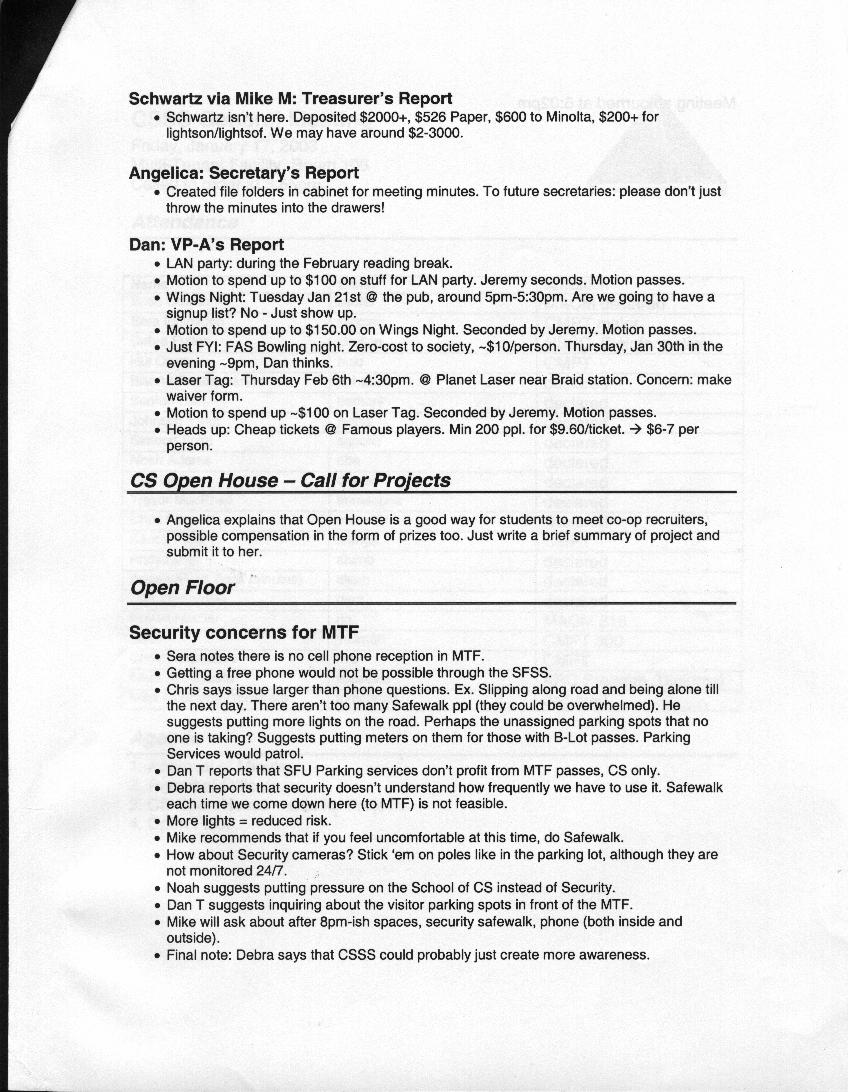 Schwartz via Mike M: Treasurer's Report
• Schwartz isn't here. Deposited $2000+, $526 Paper, $600 to Minolta, $200+ for
lightson/lightsof. We may have around $2-3000.
Angelica: Secretary's Report
• Created file folders in cabinet for meeting minutes. To future secretaries: please don't just
throw the minutes into the drawers!
Dan: VP-A's Report
• LAN party: during the February reading break.
• Motion to spend up to $100 on stuff for LAN party. Jeremy seconds. Motion passes.
• Wings Night: Tuesday Jan 21st @ the pub, around 5pm-5:30pm. Are we going to have a
signup list? No - Just show up.
• Motion to spend up to $150.00 on Wings Night. Seconded by Jeremy. Motion passes.
• Just FYI: FAS Bowling night. Zero-cost to society, ~$10/person. Thursday, Jan 30th in the
evening ~9pm, Dan thinks.
• Laser Tag: Thursday Feb 6th ~4:30pm. @ Planet Laser near Braid station. Concern: make
waiver form.
• Motion to spend up ~$100 on Laser Tag. Seconded by Jeremy. Motion passes.
• Heads up: Cheap tickets @ Famous players. Min 200 ppl. for $9.60/ticket. → $6-7 per
person.
CS Open House – Call for Projects
• Angelica explains that Open House is a good way for students to meet co-op recruiters,
possible compensation in the form of prizes too. Just write a brief summary of project and
submit it to her.
Open Floor
Security concerns for MTF
• Sera notes there is no cell phone reception in MTF.
• Getting a free phone would not be possible through the SFSS.
• Chris says issue larger than phone questions. Ex. Slipping along road and being alone till
the next day. There aren't too many Safewalk ppl (they could be overwhelmed). He
suggests putting more lights on the road. Perhaps the unassigned parking spots that no
one is taking? Suggests putting meters on them for those with B-Lot passes. Parking
Services would patrol.
• Dan T reports that SFU Parking services don't profit from MTF passes, CS only.
• Debra reports that security doesn't understand how frequently we have to use it. Safewalk
each time we come down here (to MTF) is not feasible.
• More lights = reduced risk.
• Mike recommends that if you feel uncomfortable at this time, do Safewalk.
• How about Security cameras? Stick 'em on poles like in the parking lot, although they are
not monitored 24/7.
• Noah suggests putting pressure on the School of CS instead of Security.
• Dan T suggests inquiring about the visitor parking spots in front of the MTF.
• Mike will ask about after 8pm-ish spaces, security safewalk, phone (both inside and
outside).
• Final note: Debra says that CSSS could probably just create more awareness.